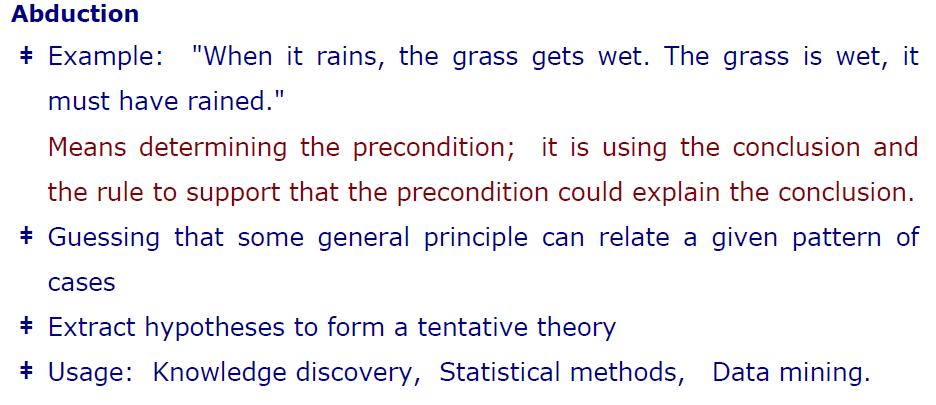 Abduction
ǂ Example: "When it rains, the grass gets wet. The grass is wet, it
must have rained."
Means determining the precondition; it is using the conclusion and
the rule to support that the precondition could explain the conclusion.
ǂ Guessing that some general principle can relate a given pattern of
cases
ǂ Extract hypotheses to form a tentative theory
ǂ Usage: Knowledge discovery, Statistical methods, Data mining.